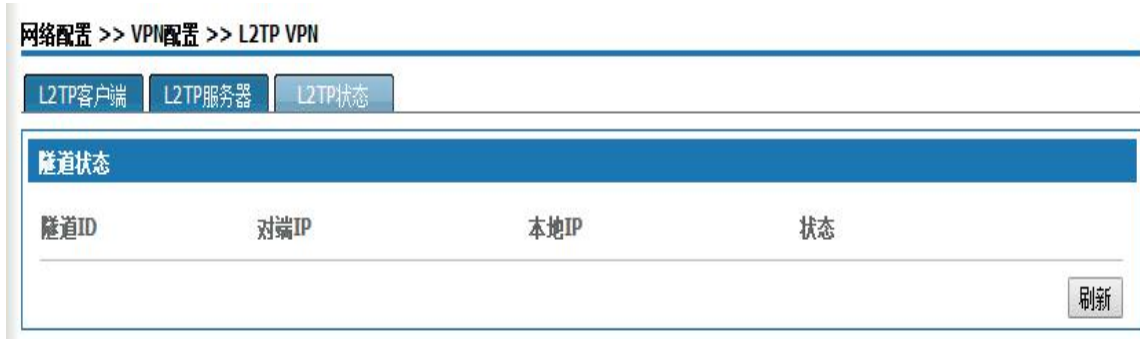 网络配置 >> VPN配置 >> L2TP VPN
L2TP客户端 L2TP服务器 L2TP状态
隧道状态
隧道ID 对端IP 本地IP 状态
刷新